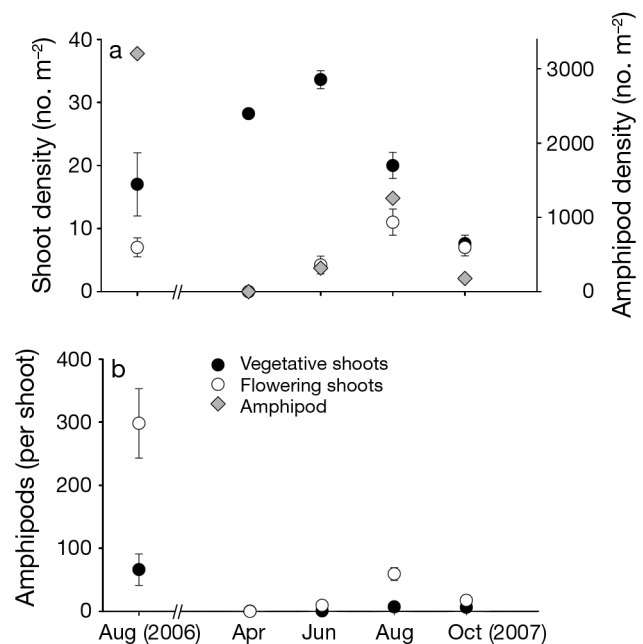 a
Shoot density (no. m⁻²)
40
30
20
10
0
Amphipod density (no. m⁻²)
3000
2000
1000
0
b
Amphipods (per shoot)
400
300
200
100
0
Vegetative shoots
Flowering shoots
Amphipod
Aug (2006) Apr Jun Aug Oct (2007)